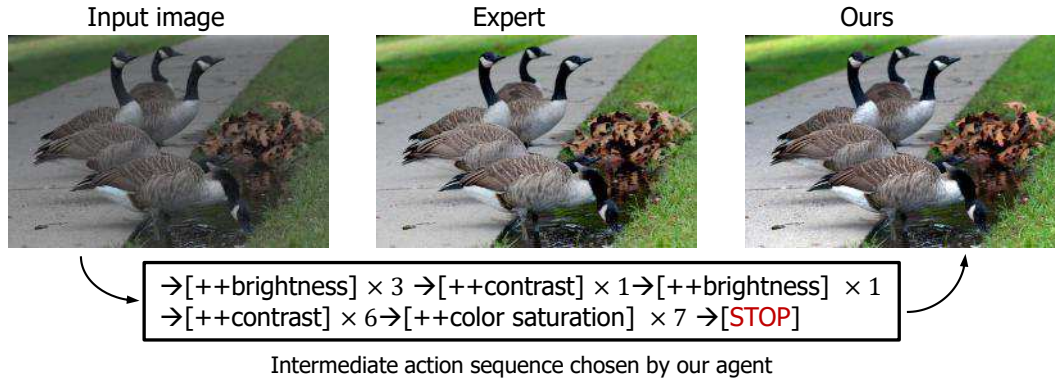 Input image
Expert
Ours
→[++brightness] × 3 →[++contrast] × 1→[++brightness] × 1
→[++contrast] × 6→[++color saturation] × 7 →[STOP]
Intermediate action sequence chosen by our agent